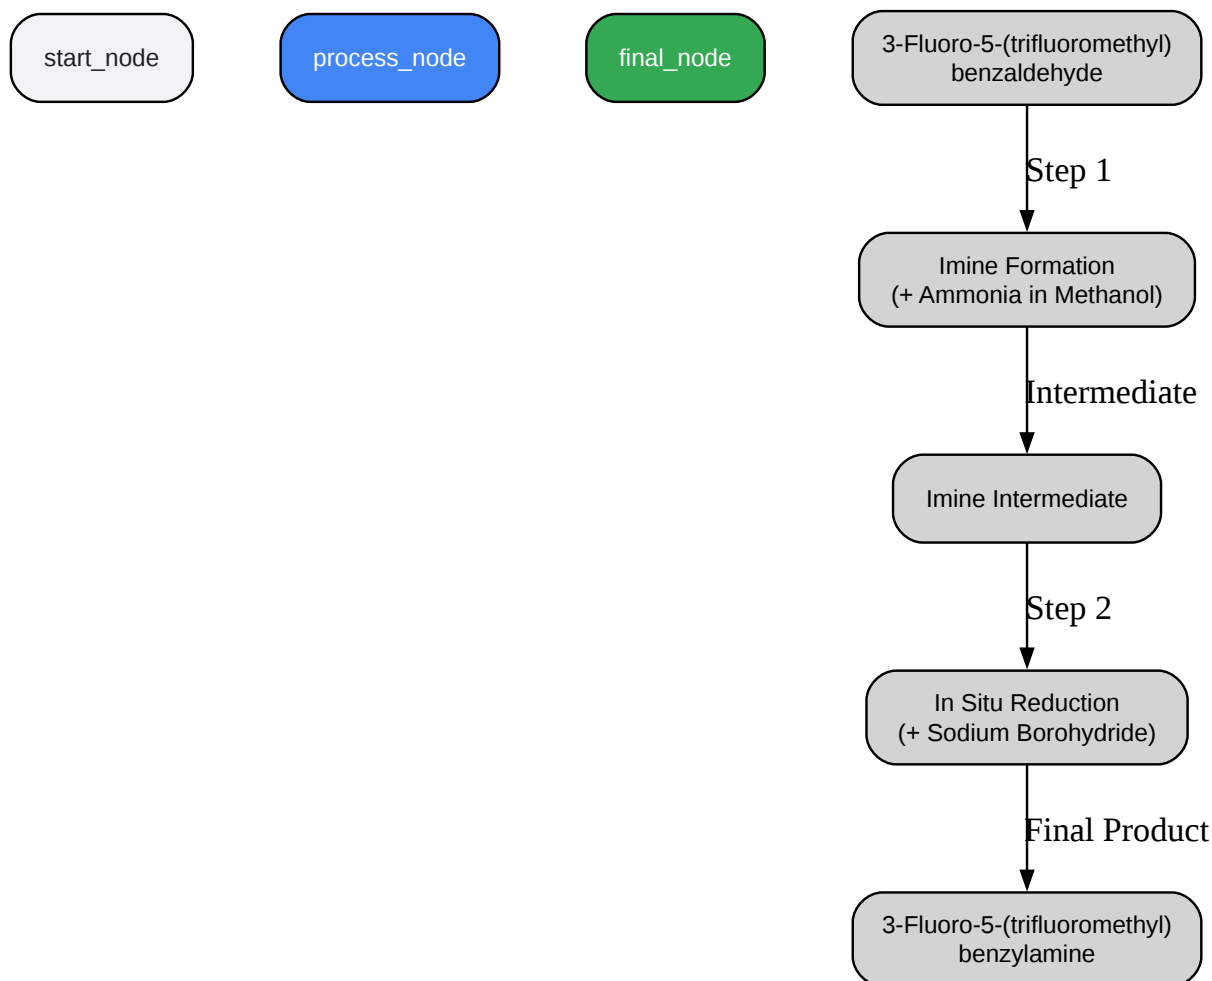 start_node
process_node
final_node
3-Fluoro-5-(trifluoromethyl)
benzaldehyde
Step 1
Imine Formation
(+ Ammonia in Methanol)
Intermediate
Imine Intermediate
Step 2
In Situ Reduction
(+ Sodium Borohydride)
Final Product
3-Fluoro-5-(trifluoromethyl)
benzylamine